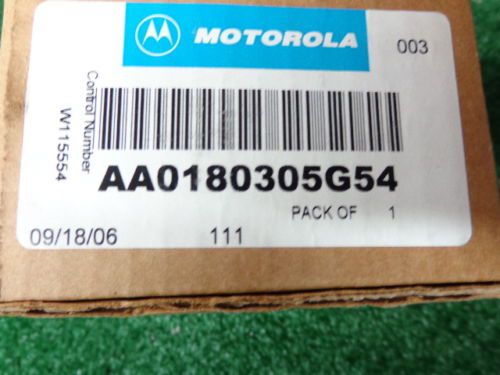 MOTOROLA
003
Control Number
W115554
AA0180305G54
PACK OF 1
09/18/06 111